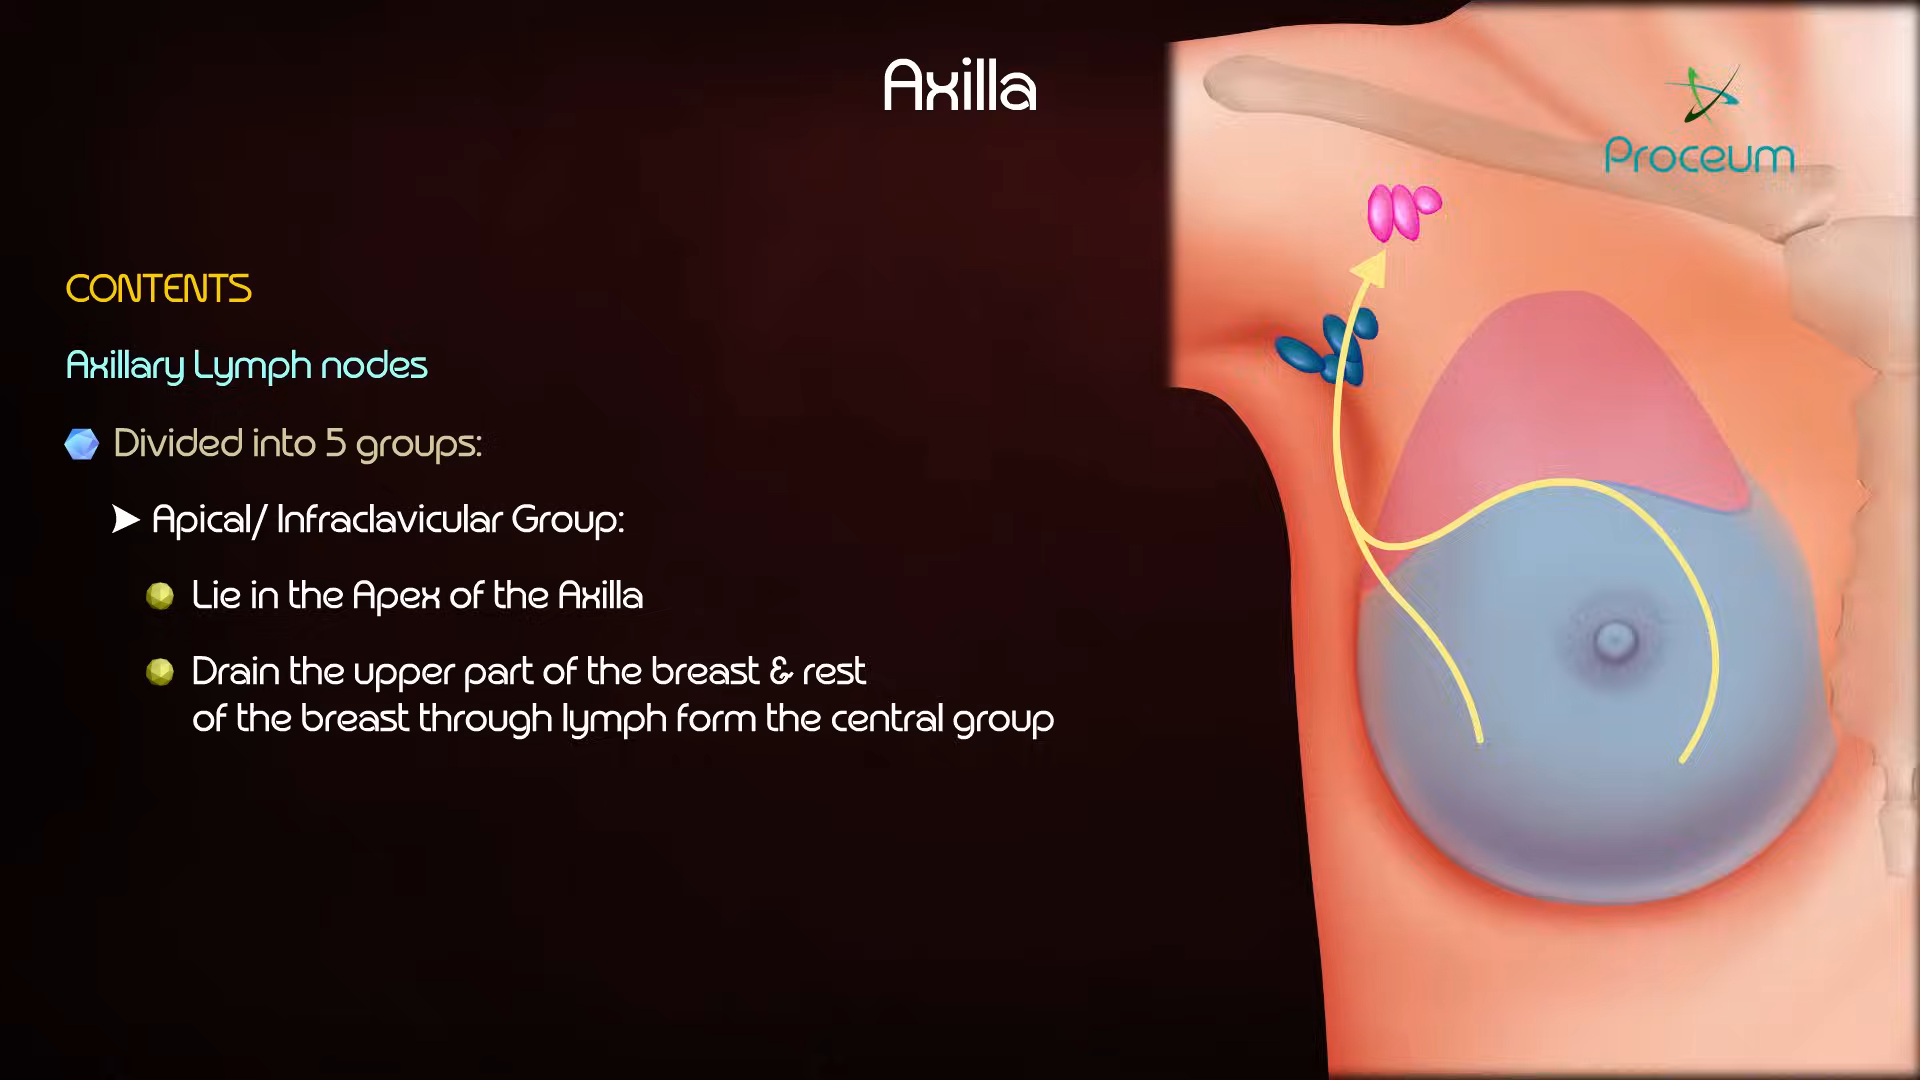 Axilla
Proceum
CONTENTS
Axillary Lymph nodes
Divided into 5 groups:
Apical/ Infraclavicular Group:
Lie in the Apex of the Axilla
Drain the upper part of the breast & rest
of the breast through lymph form the central group